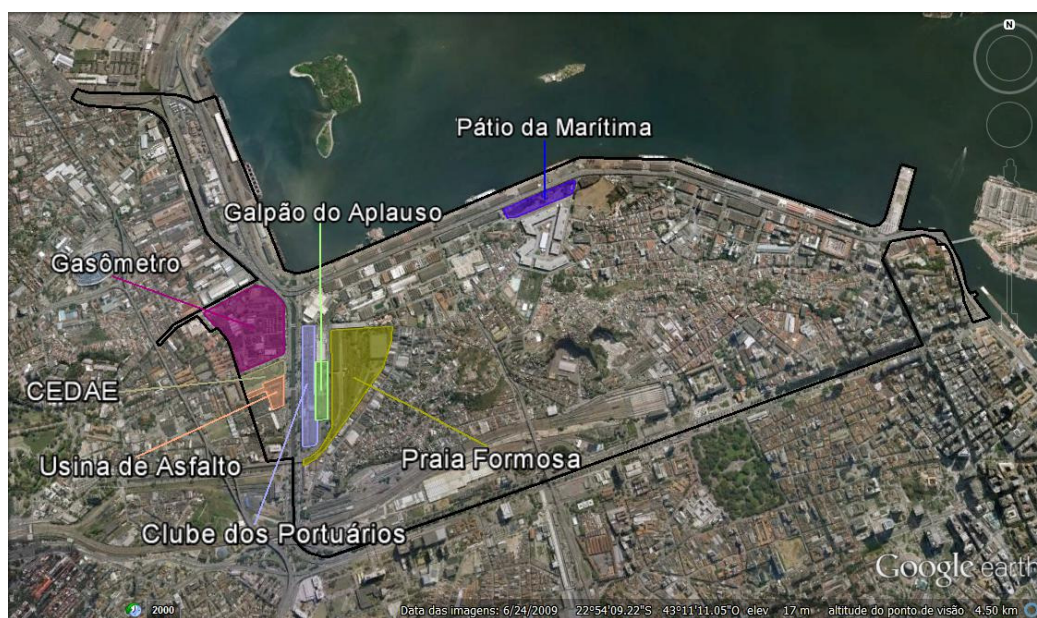 N
Pátio da Marítima
Galpão do Aplauso
Gasômetro
CEDAE
Usina de Asfalto
Praia Formosa
Clube dos Portuários
Google earth
2000
Data das imagens: 6/24/2009 22°54'09.22"S 43°11'11.05"O elev 17 m altitude do ponto de visão 4.50 km